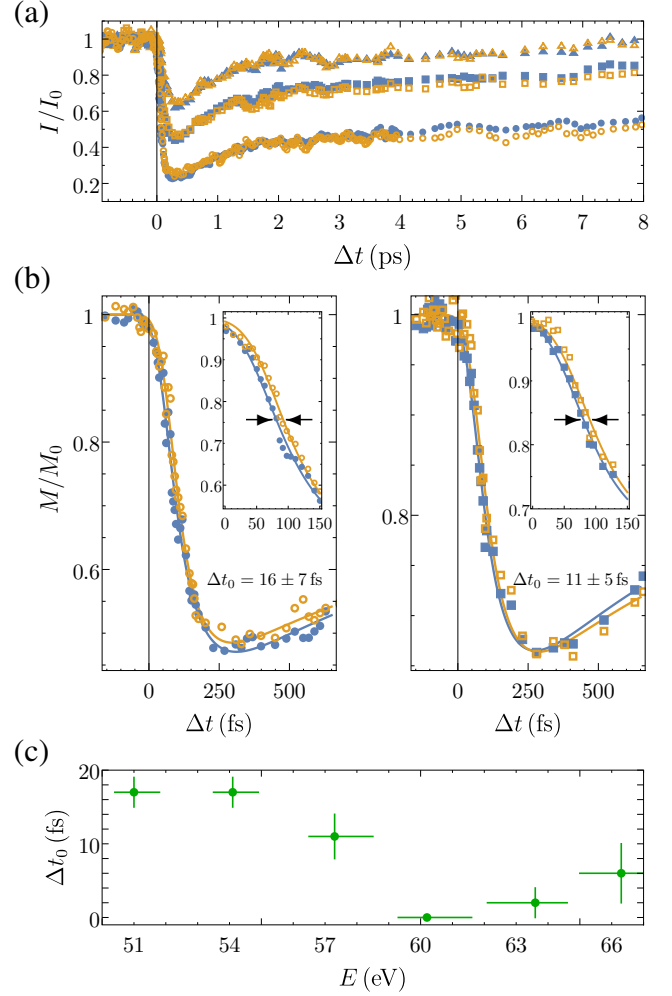 (a)
1
0.8
0.6
0.4
0.2
I/I₀
0 1 2 3 4 5 6 7 8
Δt (ps)
(b)
1
0.8
0.6
M/M₀
1.0
0.9
0.8
0.7
0.6
0 50 100 150
Δt₀ = 16 ± 7 fs
0 500
Δt (fs)
1
0.8
1.0
0.9
0.8
0.7
0 50 100 150
Δt₀ = 11 ± 5 fs
0 500
Δt (fs)
(c)
20
10
0
Δt₀ (fs)
51 54 57 60 63 66
E (eV)